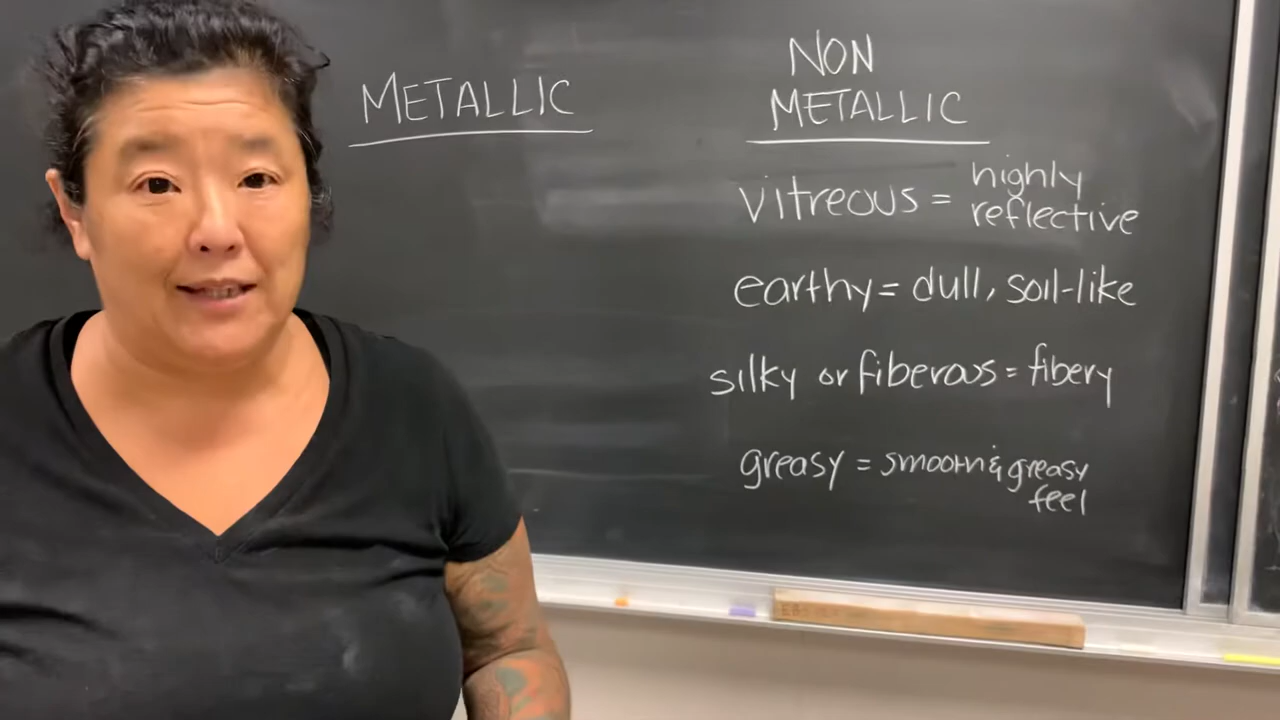 METALLIC
NON
METALLIC
vitreous = highly
reflective
earthy = dull, soil-like
silky or fiberous = fibery
greasy = smooth & greasy
feel